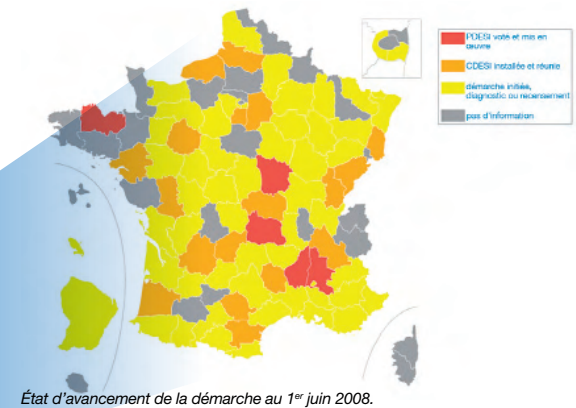 PDESI voté et mis en
œuvre
CDESI installée et réunie
démarche initiée,
diagnostic ou recensement
pas d'information
État d'avancement de la démarche au 1er juin 2008.